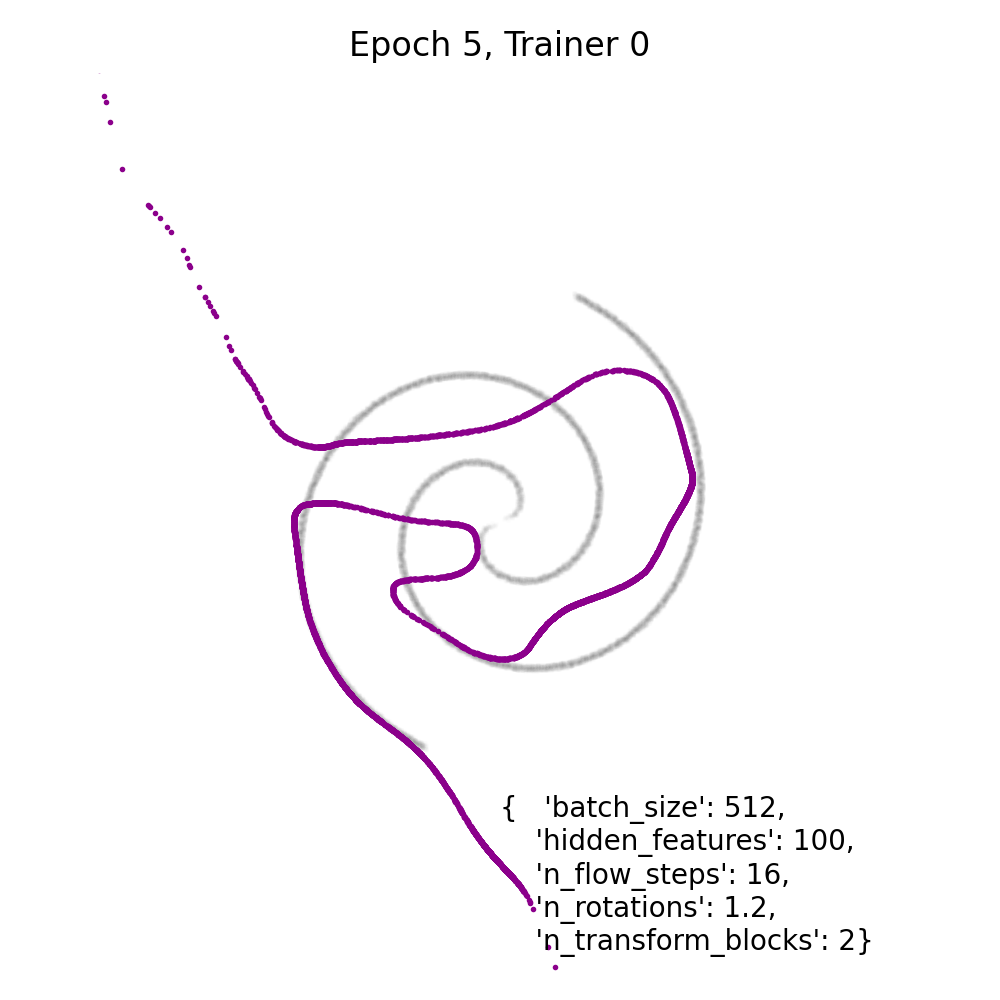 Epoch 5, Trainer 0
{   'batch_size': 512,
'hidden_features': 100,
'n_flow_steps': 16,
'n_rotations': 1.2,
'n_transform_blocks': 2}